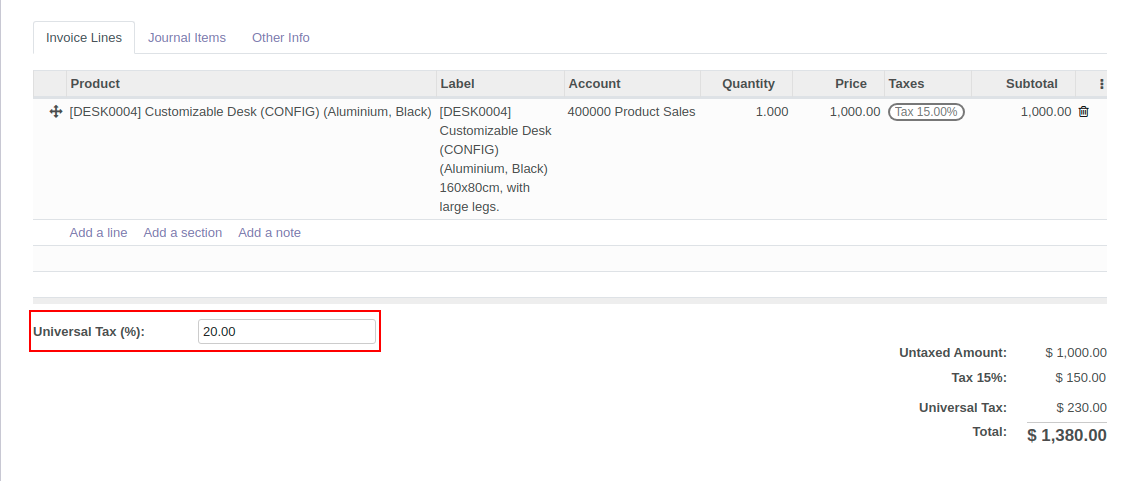 Invoice Lines Journal Items Other Info
Product Label Account Quantity Price Taxes Subtotal
[DESK0004] Customizable Desk (CONFIG) (Aluminium, Black) [DESK0004] 400000 Product Sales 1.000 1,000.00 Tax 15.00% 1,000.00
Customizable Desk
(CONFIG)
(Aluminium, Black)
160x80cm, with
large legs.
Add a line Add a section Add a note
Universal Tax (%): 20.00
Untaxed Amount: $ 1,000.00
Tax 15%: $ 150.00
Universal Tax: $ 230.00
Total: $ 1,380.00